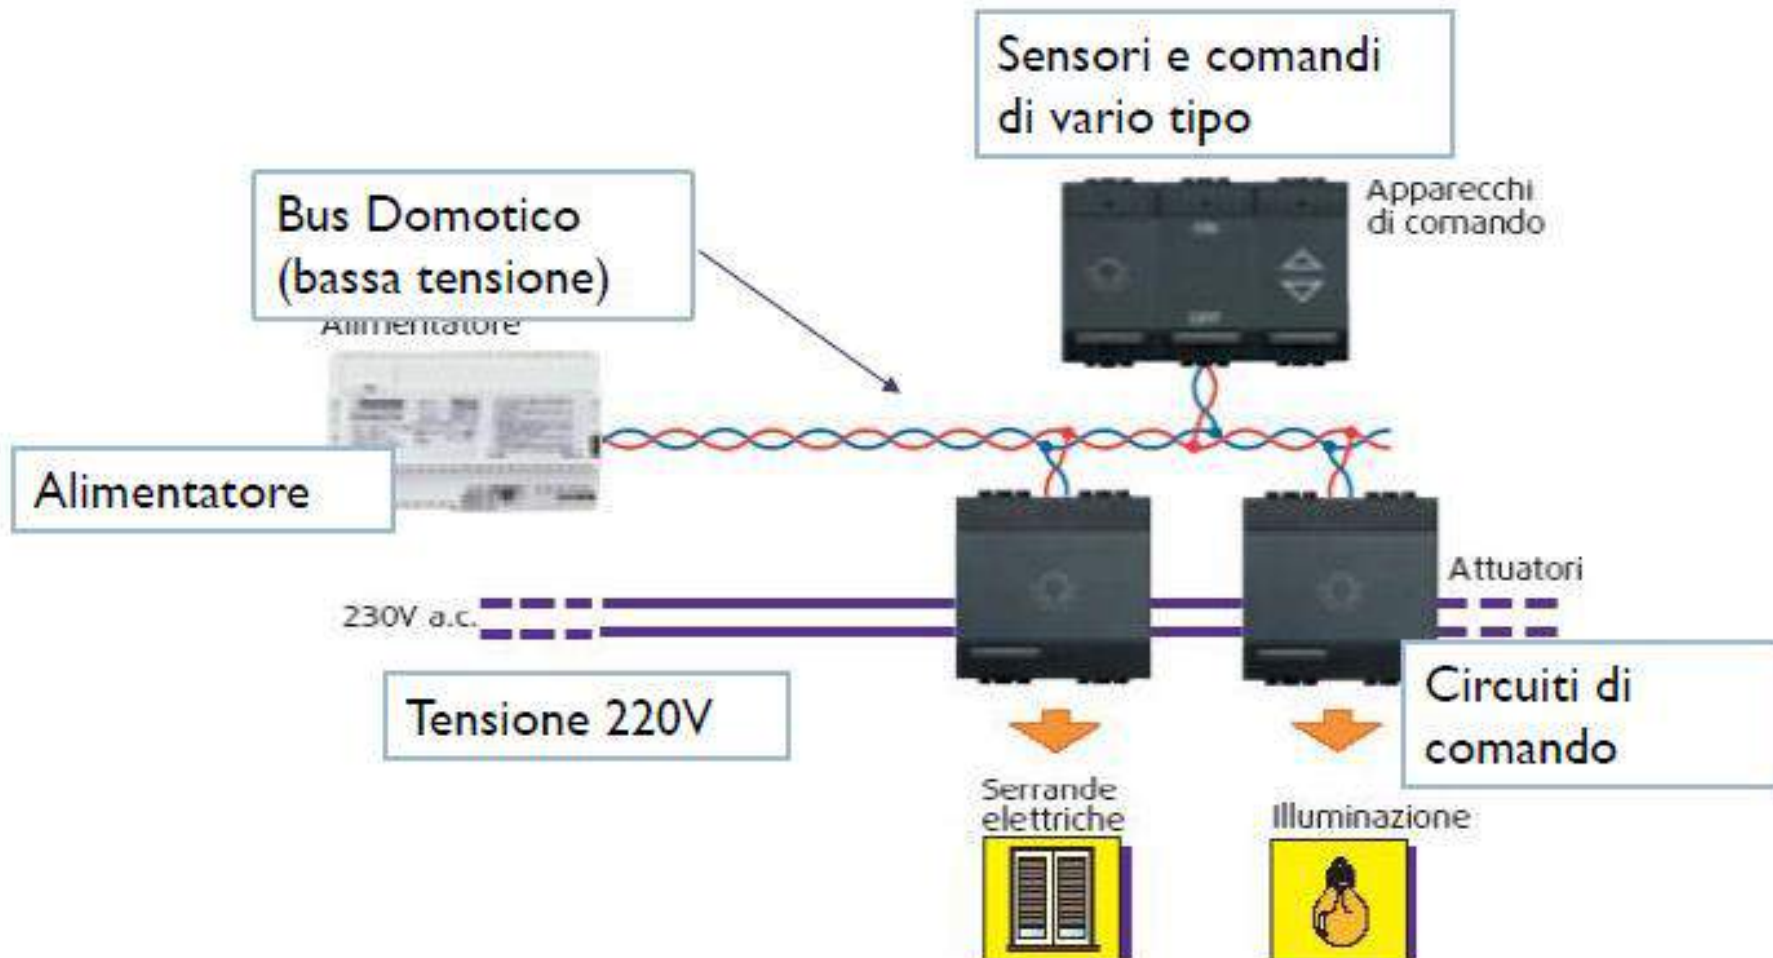 Sensori e comandi
di vario tipo
Apparecchi
di comando
Bus Domotico
(bassa tensione)
Alimentatore
Alimentatore
OFF
Attuatori
230V a.c.
Tensione 220V
Circuiti di
comando
Serrande
elettriche
Illuminazione